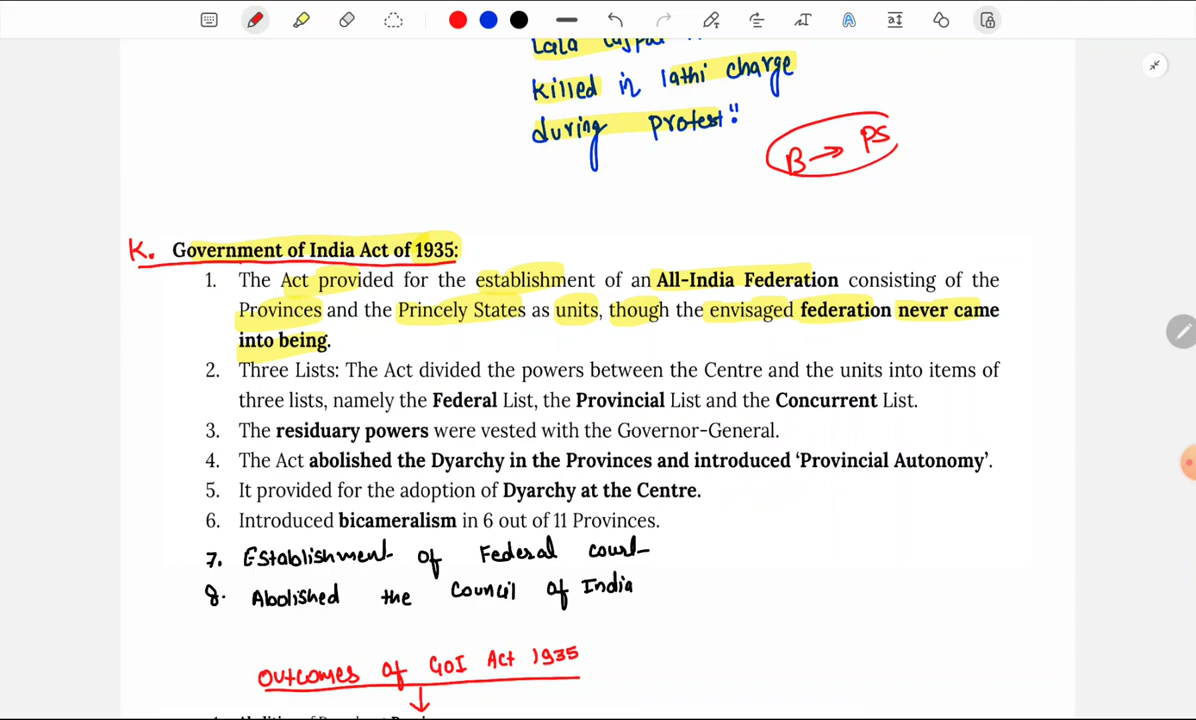 Lala
killed in lathi charge
during protest"
B → PS
K. Government of India Act of 1935:
1. The Act provided for the establishment of an All-India Federation consisting of the
Provinces and the Princely States as units, though the envisaged federation never came
into being.
2. Three Lists: The Act divided the powers between the Centre and the units into items of
three lists, namely the Federal List, the Provincial List and the Concurrent List.
3. The residuary powers were vested with the Governor-General.
4. The Act abolished the Dyarchy in the Provinces and introduced ‘Provincial Autonomy’.
5. It provided for the adoption of Dyarchy at the Centre.
6. Introduced bicameralism in 6 out of 11 Provinces.
7. Establishment of Federal court
8. Abolished the Council of India
Outcomes of GOI Act 1935